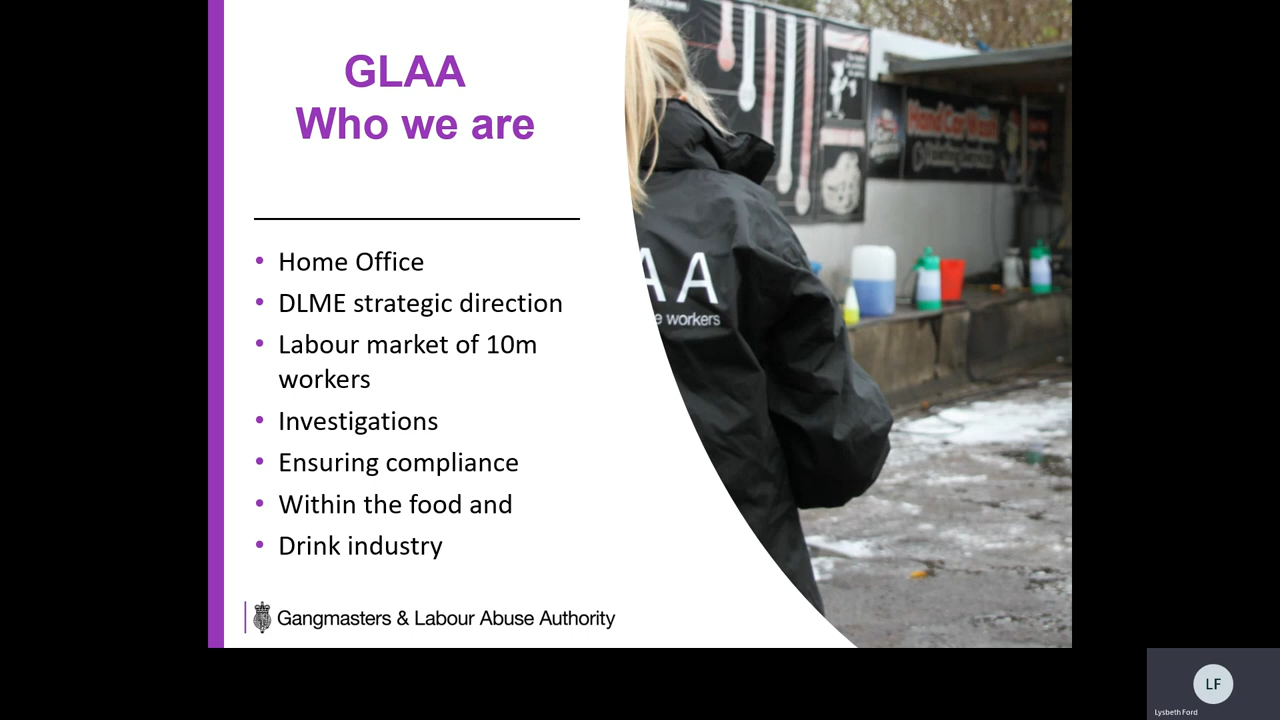 GLAA
Who we are
• Home Office
• DLME strategic direction
• Labour market of 10m
workers
• Investigations
• Ensuring compliance
• Within the food and
• Drink industry
Gangmasters & Labour Abuse Authority
AA
e workers
Hand Car Wash
LF
Lysbeth Ford